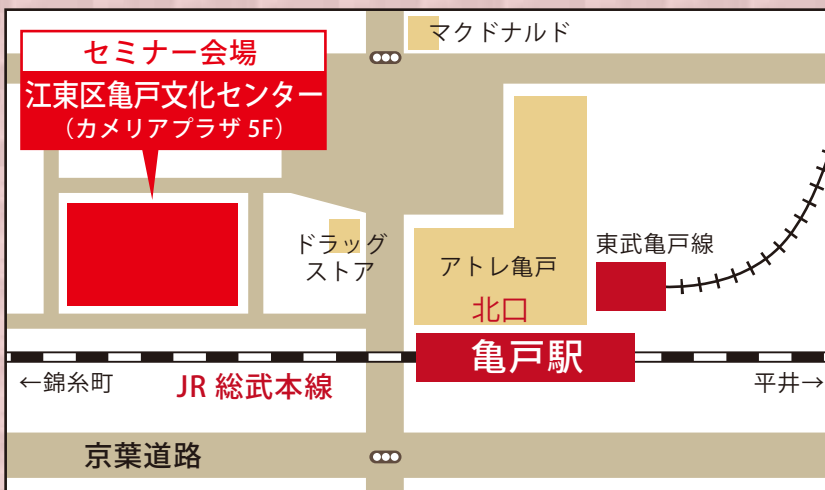 マクドナルド
セミナー会場
江東区亀戸文化センター
（カメリアプラザ 5F）
ドラッグ
ストア
アトレ亀戸
東武亀戸線
北口
亀戸駅
←錦糸町
JR 総武本線
平井→
京葉道路